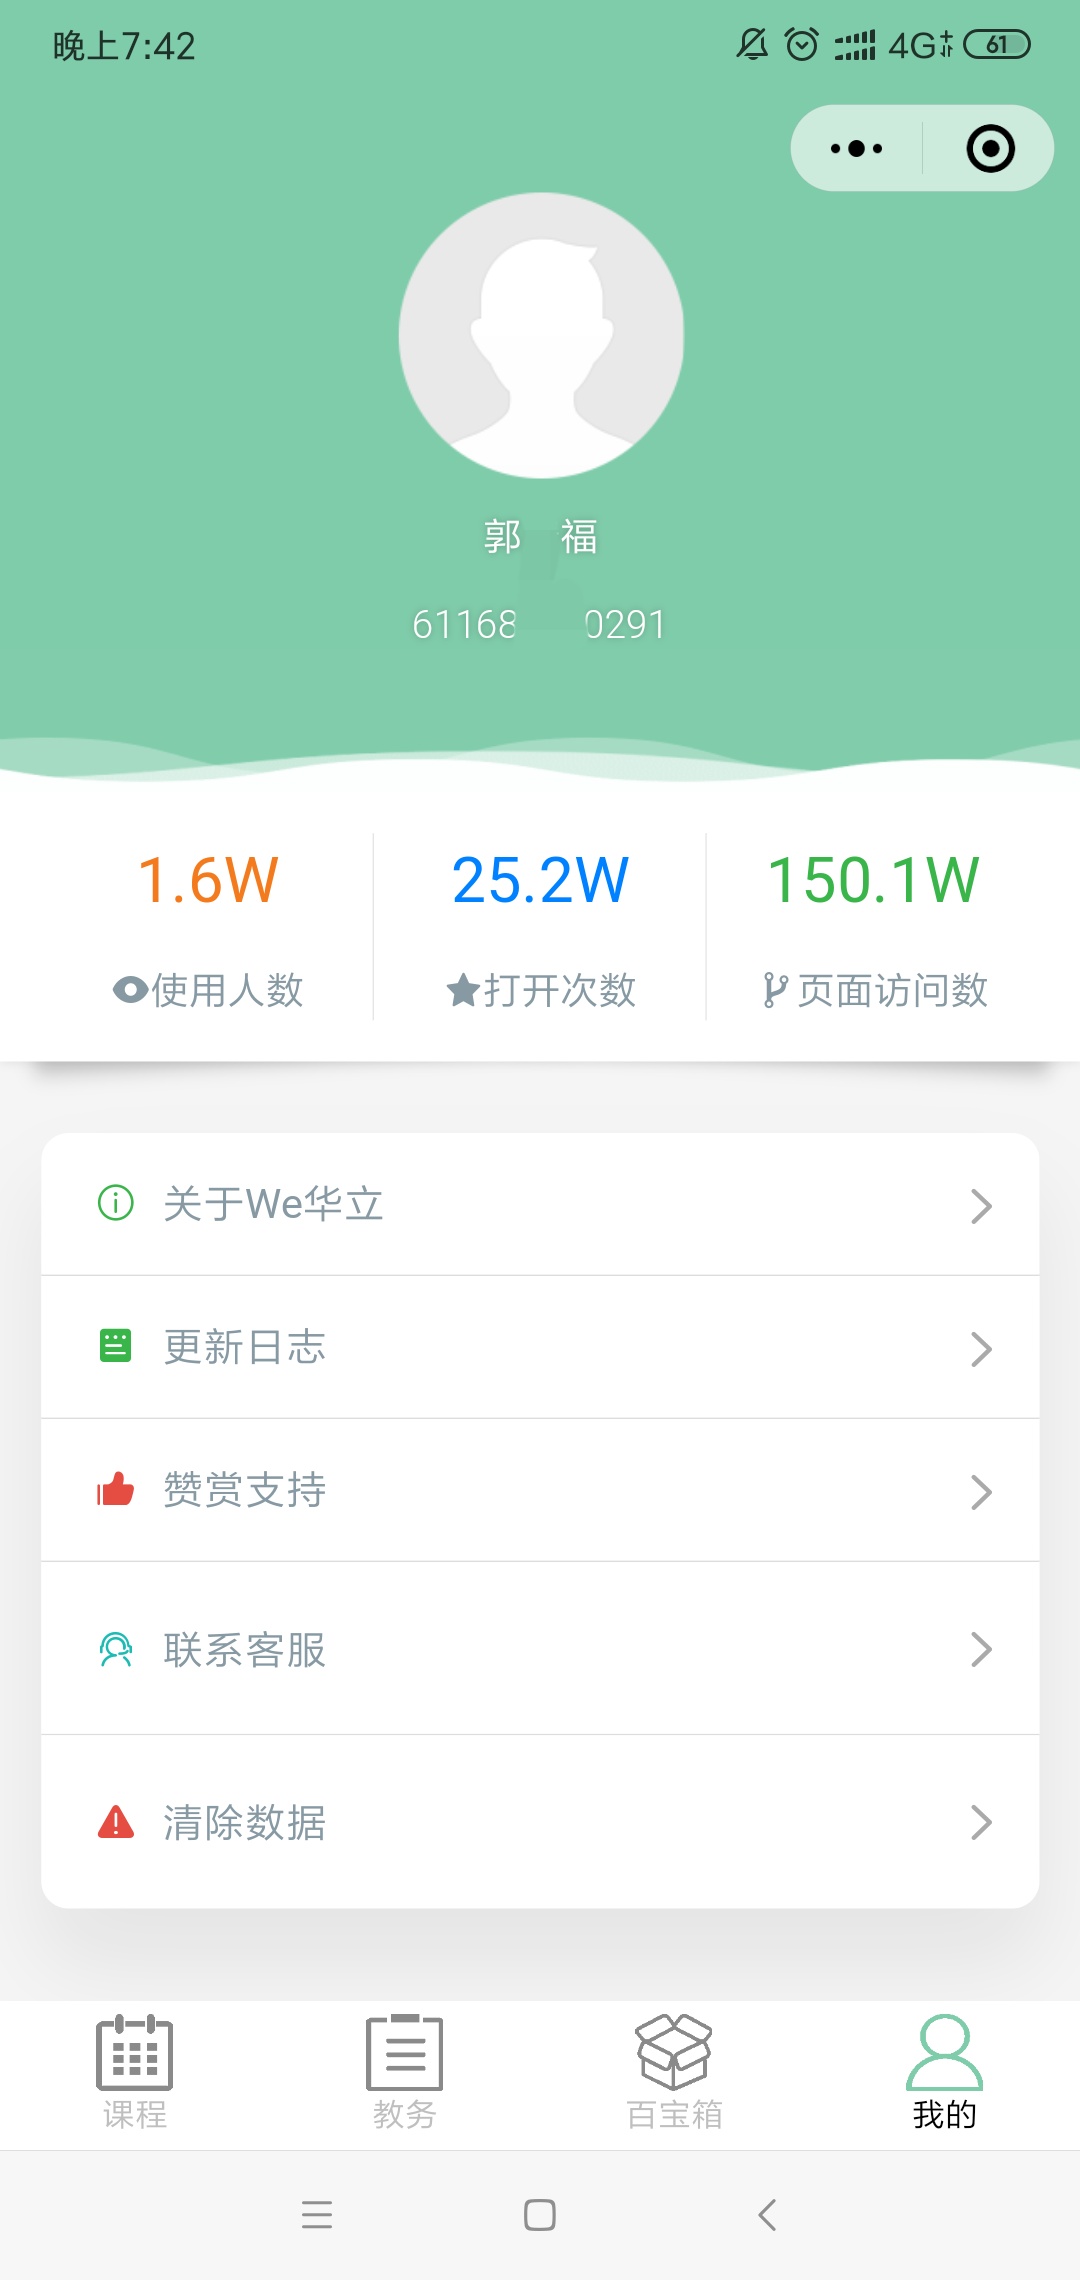 晚上7:42
4G
61
郭 福
61168 0291
1.6W
25.2W
150.1W
使用人数
打开次数
页面访问数
关于We华立
更新日志
赞赏支持
联系客服
清除数据
课程
教务
百宝箱
我的